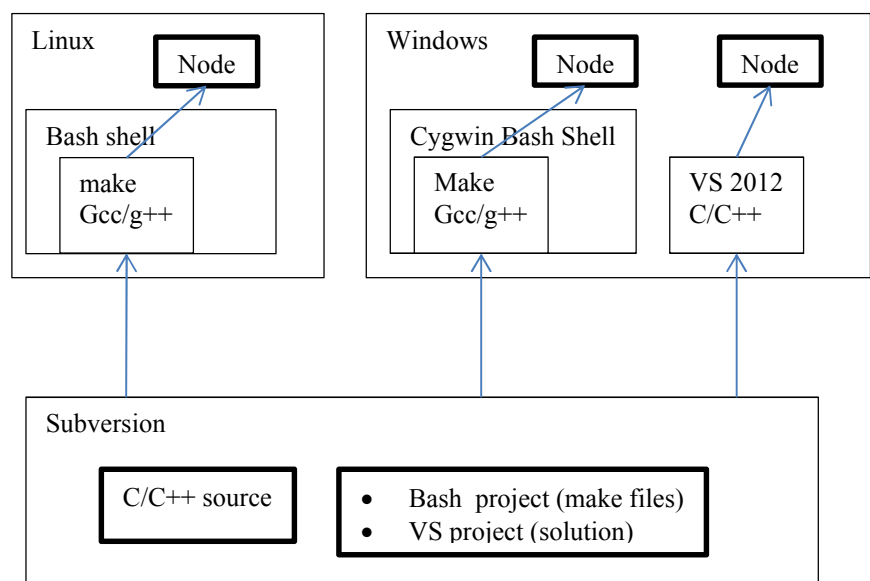 Linux
Node
Bash shell
make
Gcc/g++
Windows
Node
Node
Cygwin Bash Shell
Make
Gcc/g++
VS 2012
C/C++
Subversion
C/C++ source
• Bash project (make files)
• VS project (solution)